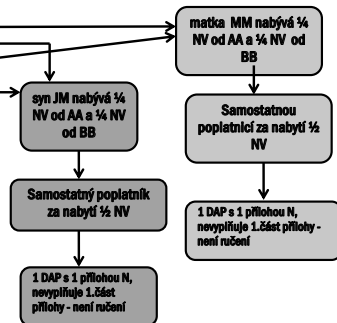 matka MM nabývá ¼
NV od AA a ¼ NV od
BB
syn JM nabývá ¼
NV od AA a ¼ NV
od BB
Samostatnou
poplatnicí za nabytí ½
NV
Samostatný poplatník
za nabytí ½ NV
1 DAP s 1 přílohou N,
nevyplňuje 1.část přílohy -
není ručení
1 DAP s 1 přílohou N,
nevyplňuje 1.část
přílohy - není ručení